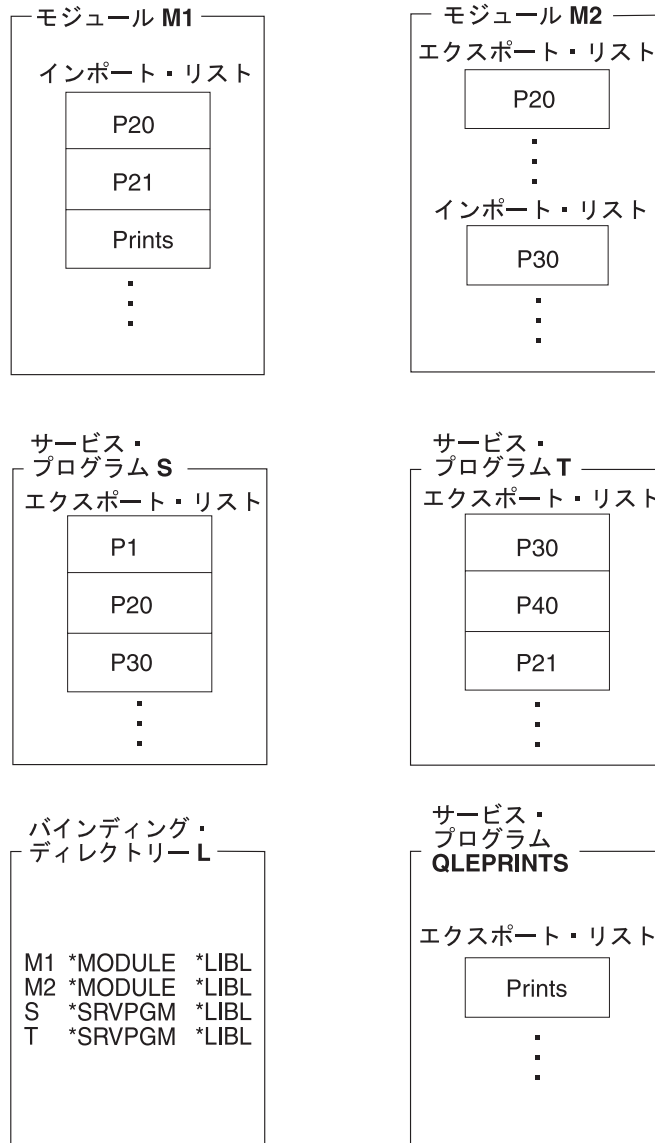 モジュール M1
インポート・リスト
P20
P21
Prints
モジュール M2
エクスポート・リスト
P20
インポート・リスト
P30
サービス・
プログラム S
エクスポート・リスト
P1
P20
P30
サービス・
プログラム T
エクスポート・リスト
P30
P40
P21
バインディング・
ディレクトリー L
M1 *MODULE *LIBL
M2 *MODULE *LIBL
S *SRVPGM *LIBL
T *SRVPGM *LIBL
サービス・
プログラム
QLEPRINTS
エクスポート・リスト
Prints